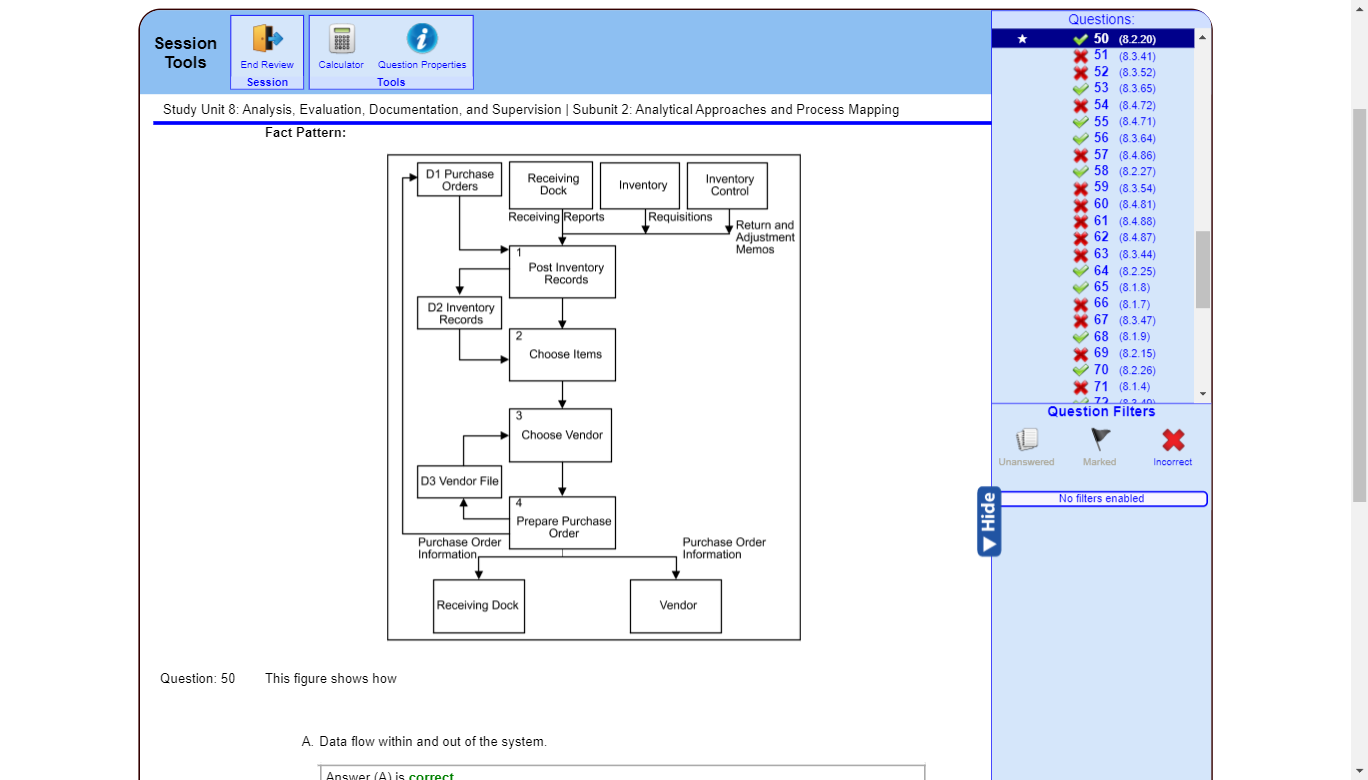 Session
Tools
End Review
Session
Calculator
Question Properties
Tools
Study Unit 8: Analysis, Evaluation, Documentation, and Supervision | Subunit 2: Analytical Approaches and Process Mapping
Fact Pattern:
D1 Purchase
Orders
Receiving
Dock
Inventory
Inventory
Control
Receiving Reports
Requisitions
Return and
Adjustment
Memos
1
Post Inventory
Records
D2 Inventory
Records
2
Choose Items
3
Choose Vendor
D3 Vendor File
4
Prepare Purchase
Order
Purchase Order
Information
Purchase Order
Information
Receiving Dock
Vendor
Question: 50
This figure shows how
A. Data flow within and out of the system.
Answer (A) is correct.
Questions:
50 (8.2.20)
51 (8.3.41)
52 (8.3.52)
53 (8.3.65)
54 (8.4.72)
55 (8.4.71)
56 (8.3.64)
57 (8.4.86)
58 (8.2.27)
59 (8.3.54)
60 (8.4.81)
61 (8.4.88)
62 (8.4.87)
63 (8.3.44)
64 (8.2.25)
65 (8.1.8)
66 (8.1.7)
67 (8.3.47)
68 (8.1.9)
69 (8.2.15)
70 (8.2.26)
71 (8.1.4)
72 (8.3.49)
Question Filters
Unanswered
Marked
Incorrect
No filters enabled
Hide